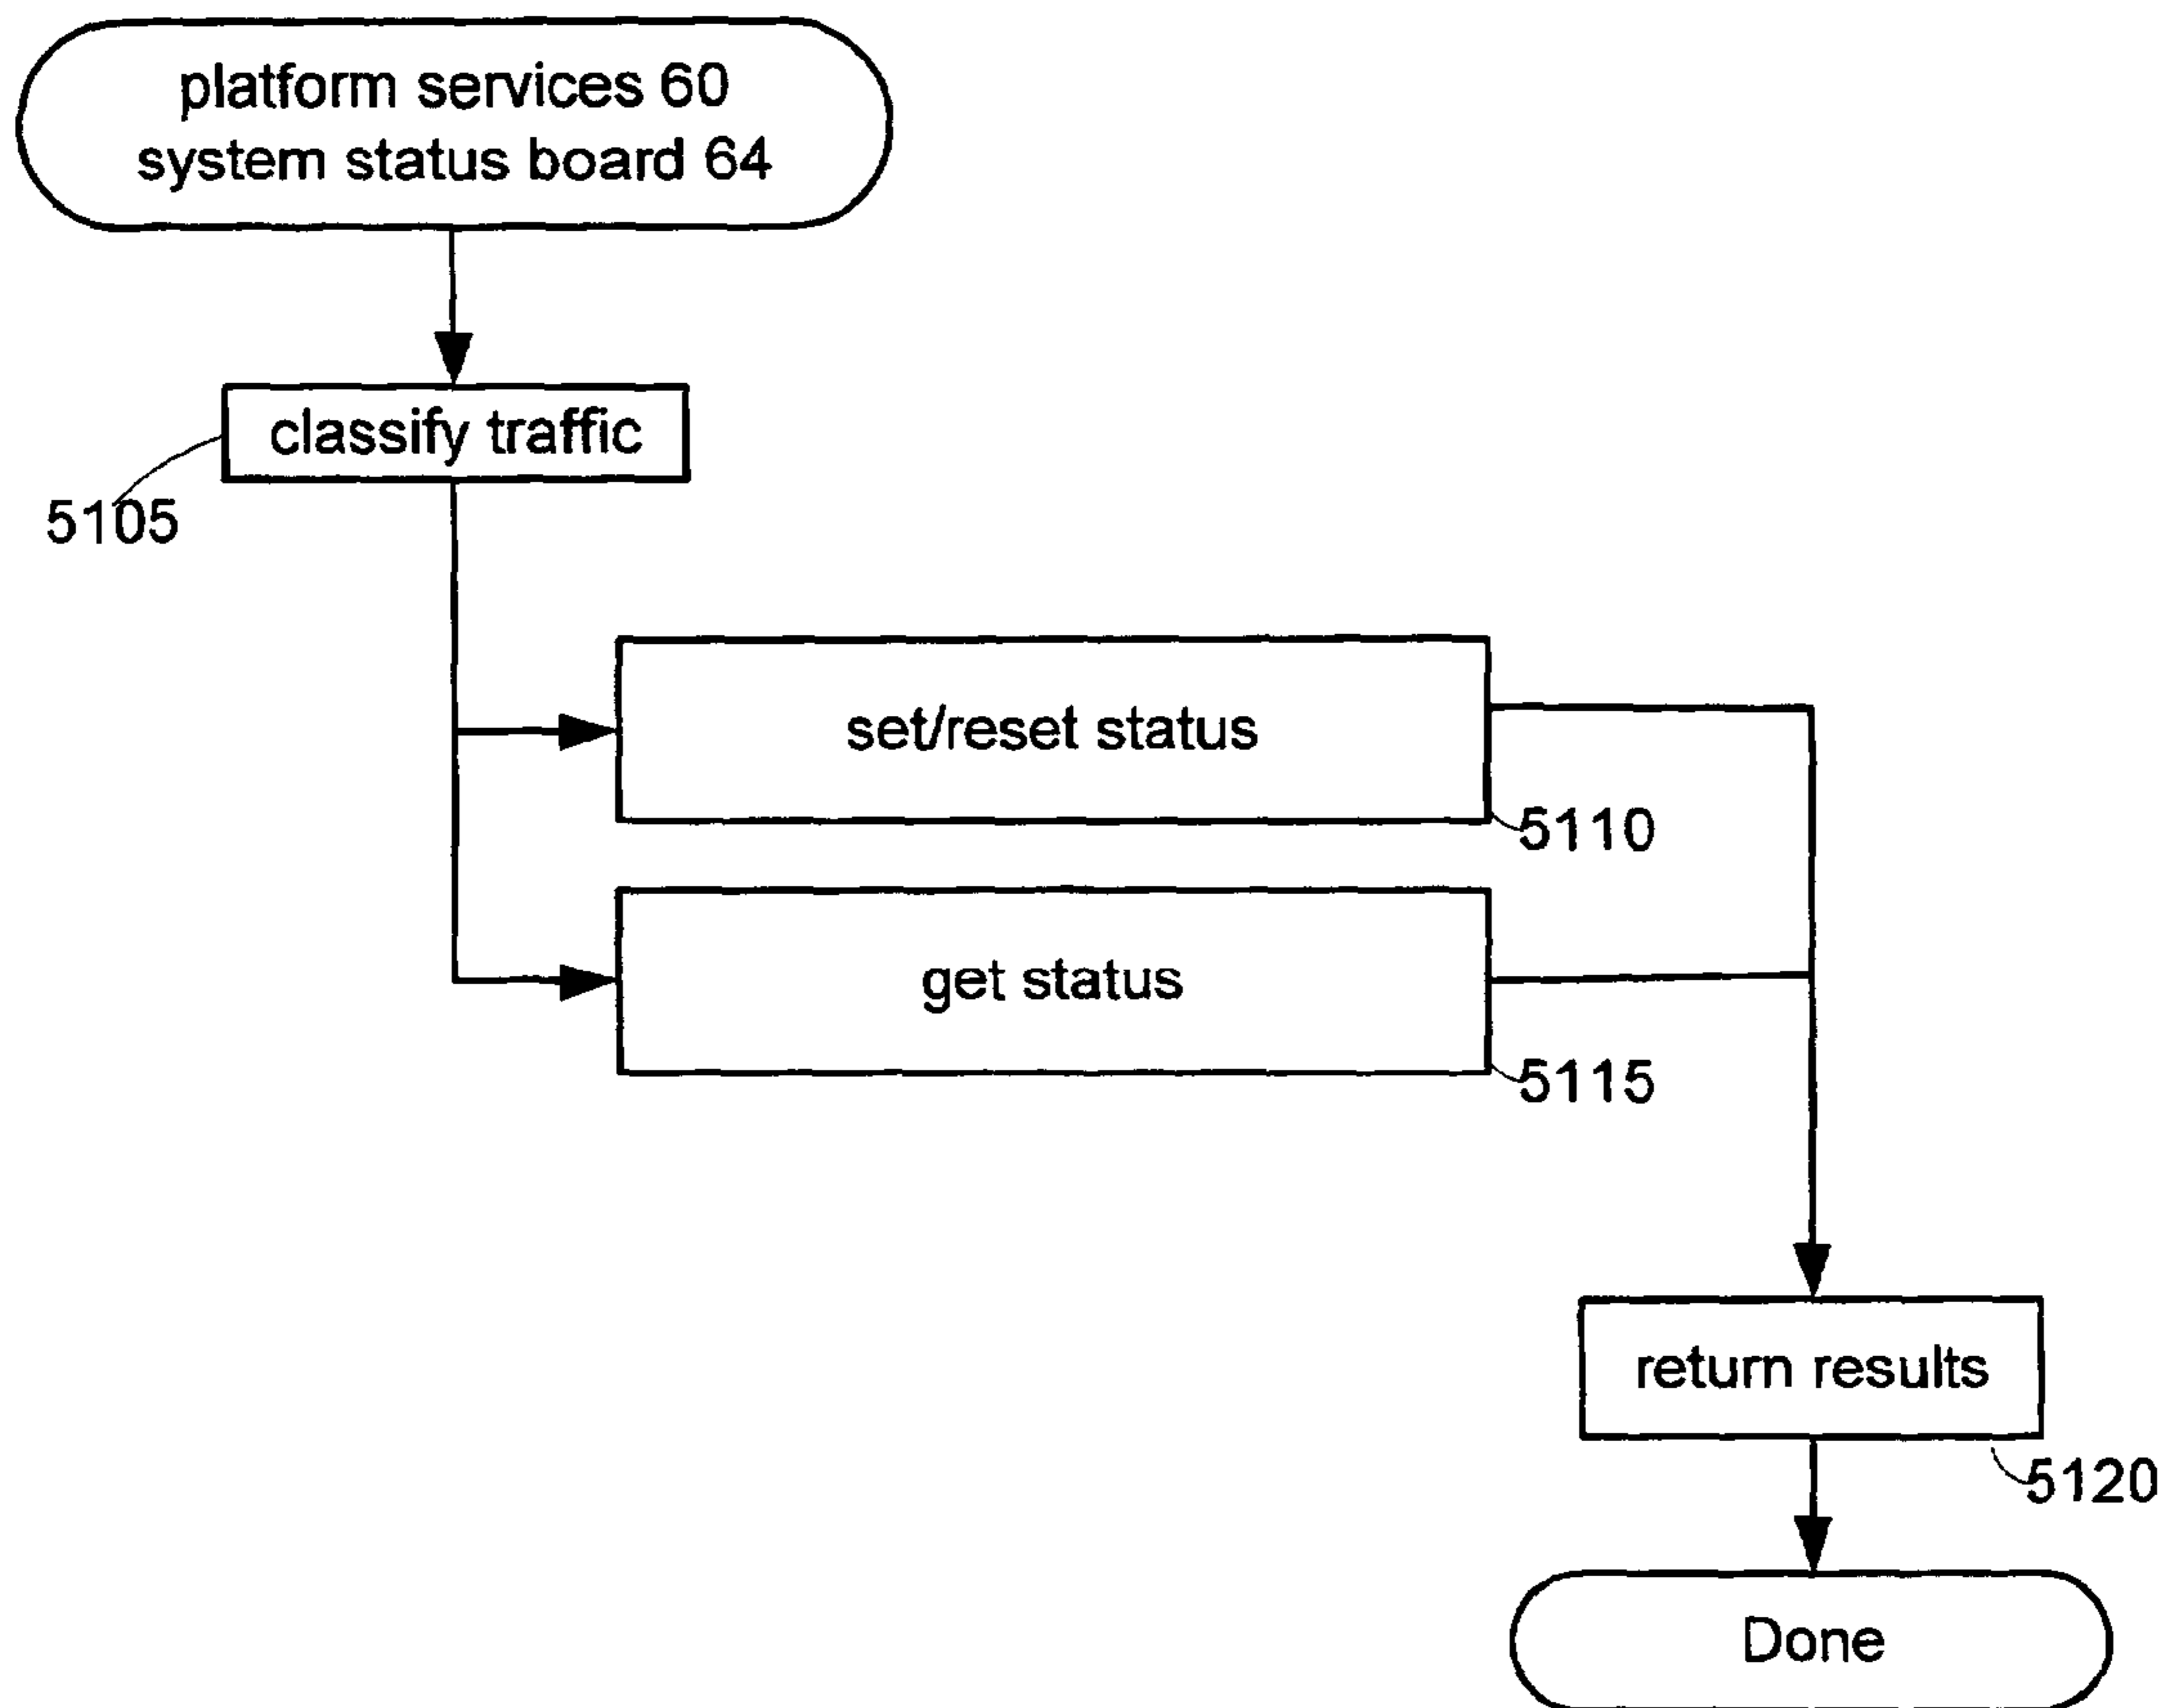 platform services 60
system status board 64
classify traffic
5105
set/reset status
5110
get status
5115
return results
5120
Done